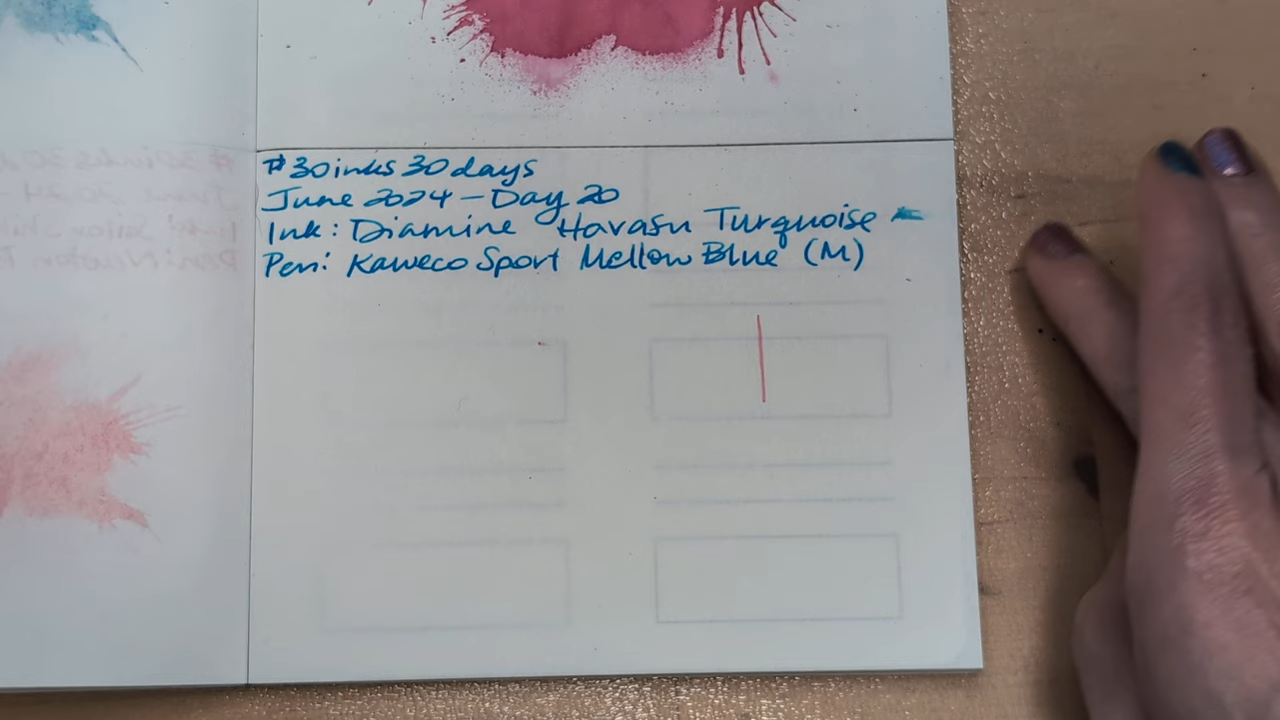 #30inks30days
June 2024 - Day 20
Ink: Diamine Havasu Turquoise
Pen: Kaweco Sport Mellow Blue (M)